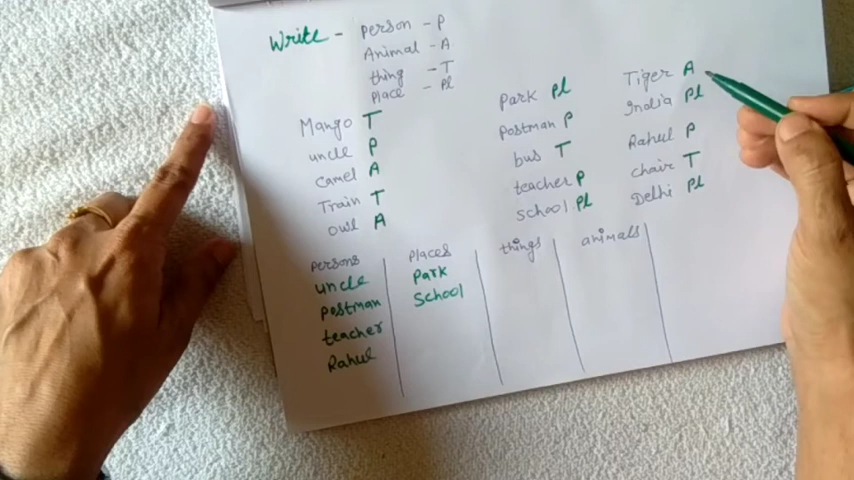 Write - Person - P
Animal - A
thing - T
place - Pl
Mango T
uncle P
camel A
Train T
owl A
Park Pl
Postman P
bus T
teacher P
School Pl
Tiger A
India Pl
Rahul P
chair T
Delhi Pl
Persons Places things animals
uncle Park
Postman School
teacher
Rahul